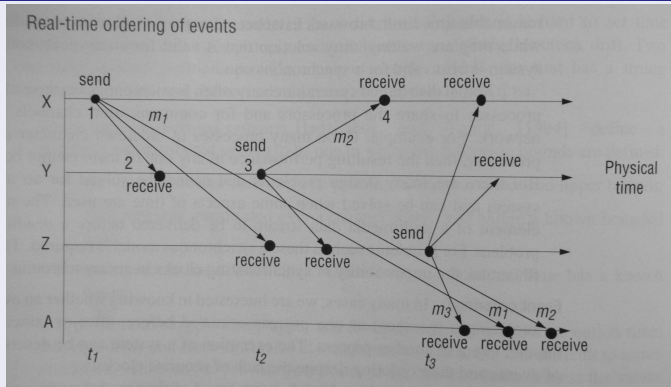 Real-time ordering of events
send receive receive
X
1 m1 4
send m2
2 3 receive
Y Physical
receive time
send
Z
receive receive
m3 m1 m2
A
receive receive receive
t1 t2 t3